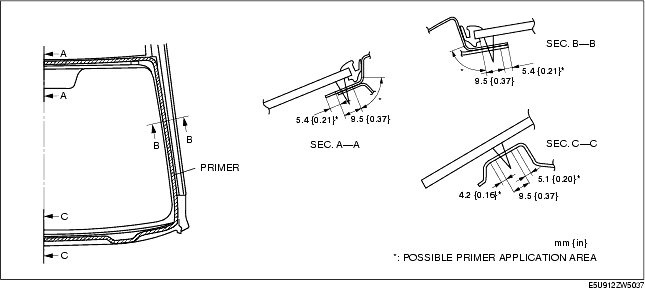 A
A
B
B
PRIMER
C
C
5.4 {0.21}*
9.5 {0.37}
*
SEC. A—A
*
9.5 {0.37}
5.4 {0.21}*
SEC. B—B
SEC. C—C
4.2 {0.16}*
9.5 {0.37}
5.1 {0.20}*
mm {in}
*: POSSIBLE PRIMER APPLICATION AREA
E5U912ZW5037